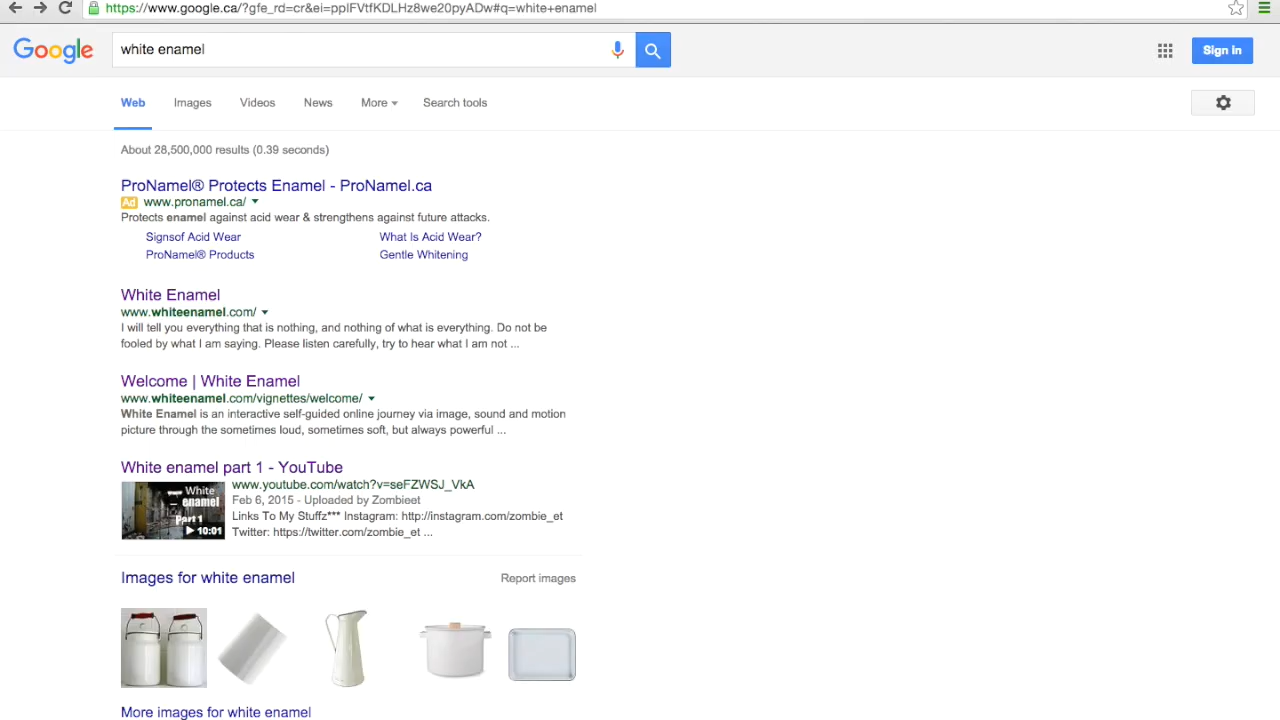 https://www.google.ca/?gfe_rd=cr&ei=ppIFVtfKDLHz8we20pyADw#q=white+enamel
Google
white enamel
Sign in
Web Images Videos News More Search tools
About 28,500,000 results (0.39 seconds)
ProNamel® Protects Enamel - ProNamel.ca
Ad www.pronamel.ca/
Protects enamel against acid wear & strengthens against future attacks.
Signsof Acid Wear What Is Acid Wear?
ProNamel® Products Gentle Whitening
White Enamel
www.whiteenamel.com/
I will tell you everything that is nothing, and nothing of what is everything. Do not be
fooled by what I am saying. Please listen carefully, try to hear what I am not ...
Welcome | White Enamel
www.whiteenamel.com/vignettes/welcome/
White Enamel is an interactive self-guided online journey via image, sound and motion
picture through the sometimes loud, sometimes soft, but always powerful ...
White enamel part 1 - YouTube
White
enamel
Part 1
10:01
www.youtube.com/watch?v=seFZWSJ_VkA
Feb 6, 2015 - Uploaded by Zombieet
Links To My Stuffz*** Instagram: http://instagram.com/zombie_et
Twitter: https://twitter.com/zombie_et ...
Images for white enamel
Report images
More images for white enamel